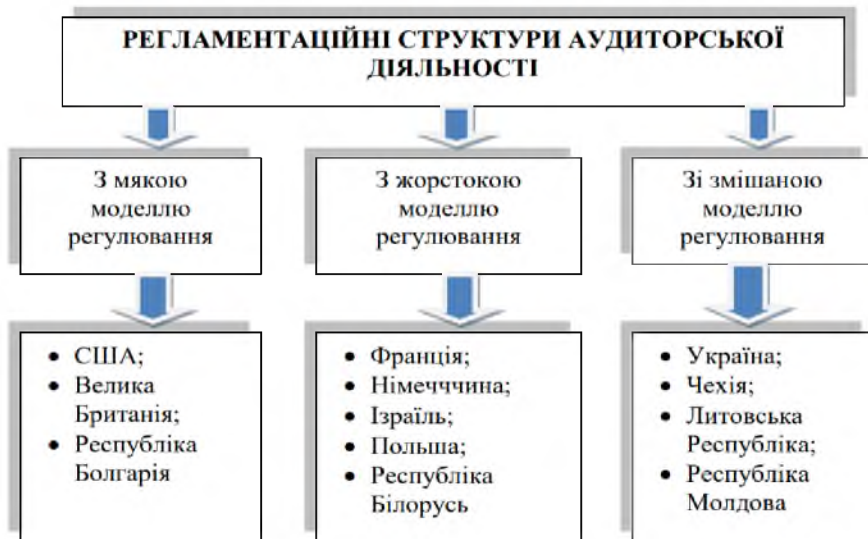 РЕГЛАМЕНТАЦІЙНІ СТРУКТУРИ АУДИТОРСЬКОЇ
ДІЯЛЬНОСТІ
З мякою
моделлю
регулювання
З жорстокою
моделлю
регулювання
Зі змішаною
моделлю
регулювання
• США;
• Велика
Британія;
• Республіка
Болгарія
• Франція;
• Німечччина;
• Ізраїль;
• Польша;
• Республіка
Білорусь
• Україна;
• Чехія;
• Литовська
Республіка;
• Республіка
Молдова